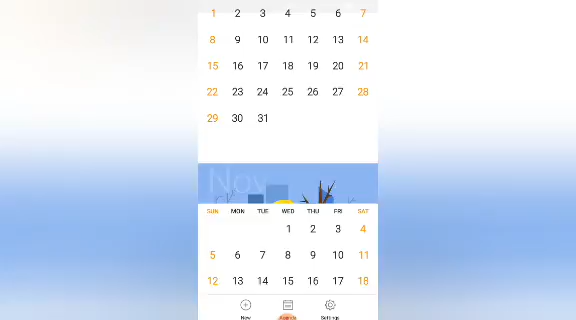 1 2 3 4 5 6 7
8 9 10 11 12 13 14
15 16 17 18 19 20 21
22 23 24 25 26 27 28
29 30 31
Nov
SUN MON TUE WED THU FRI SAT
1 2 3 4
5 6 7 8 9 10 11
12 13 14 15 16 17 18
New Agenda Settings